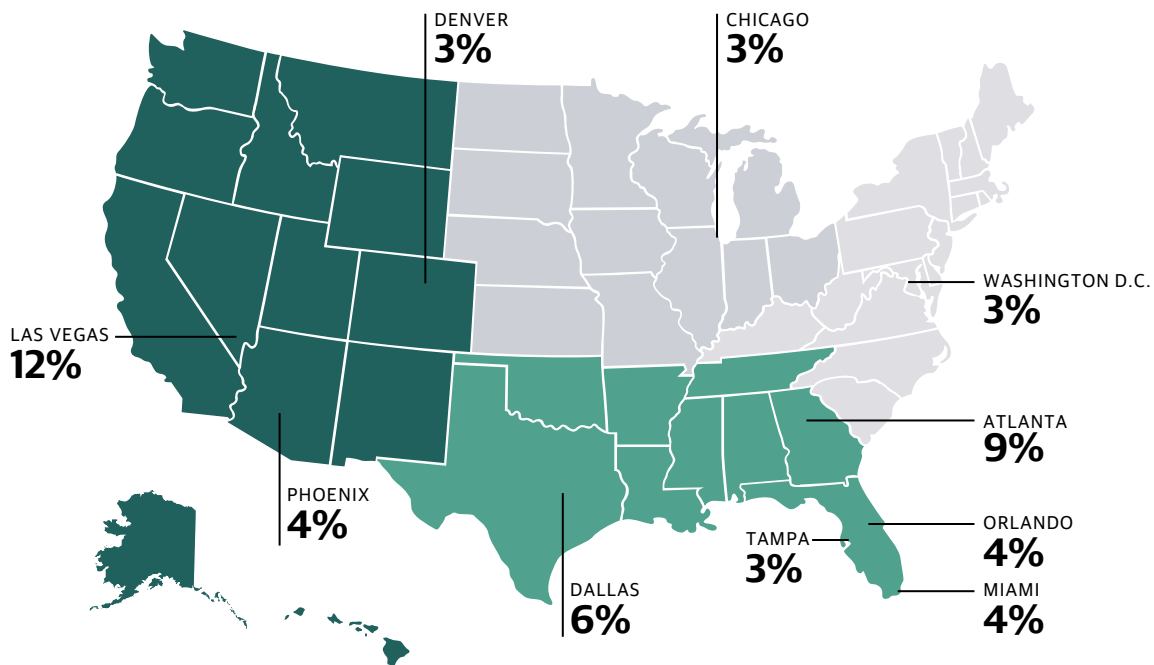 DENVER
3%
CHICAGO
3%
WASHINGTON D.C.
3%
LAS VEGAS
12%
ATLANTA
9%
PHOENIX
4%
ORLANDO
4%
TAMPA
3%
DALLAS
6%
MIAMI
4%